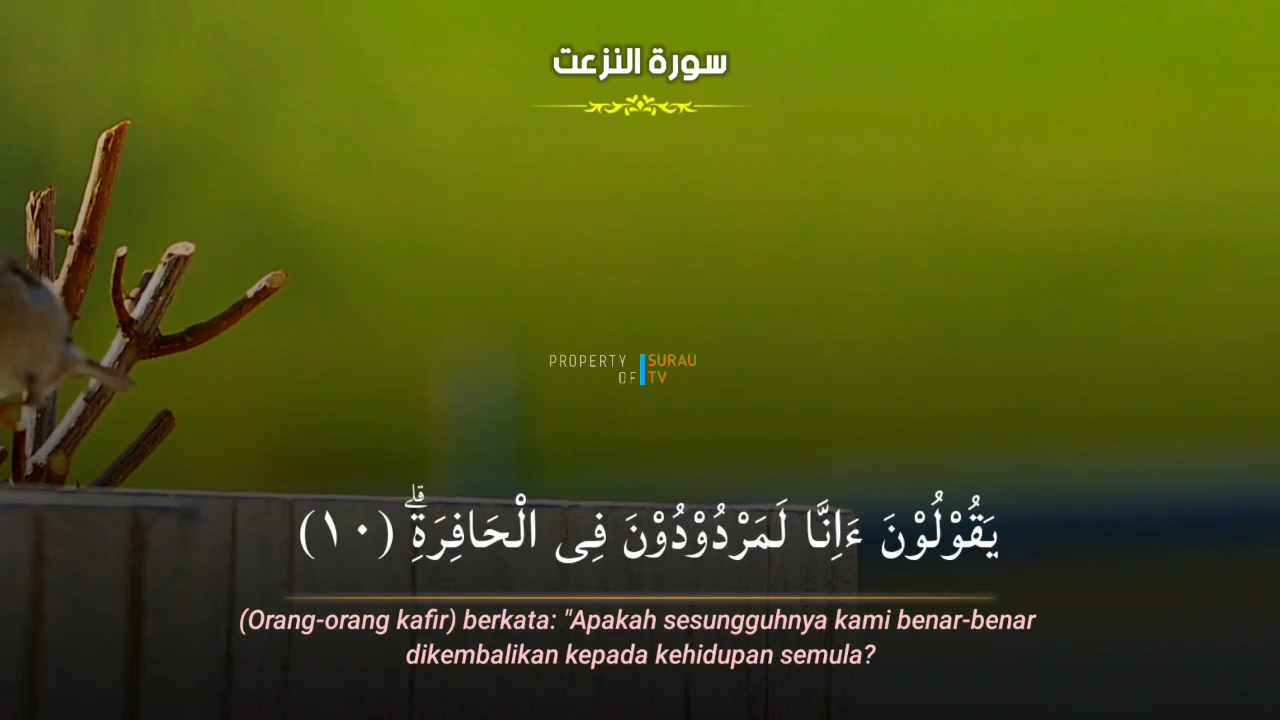 سورة النزعت
PROPERTY OF
SURAU TV
يَقُوْلُوْنَ ءَاِنَّا لَمَرْدُوْدُوْنَ فِى الْحَافِرَةِۗ (١٠)
(Orang-orang kafir) berkata: "Apakah sesungguhnya kami benar-benar
dikembalikan kepada kehidupan semula?